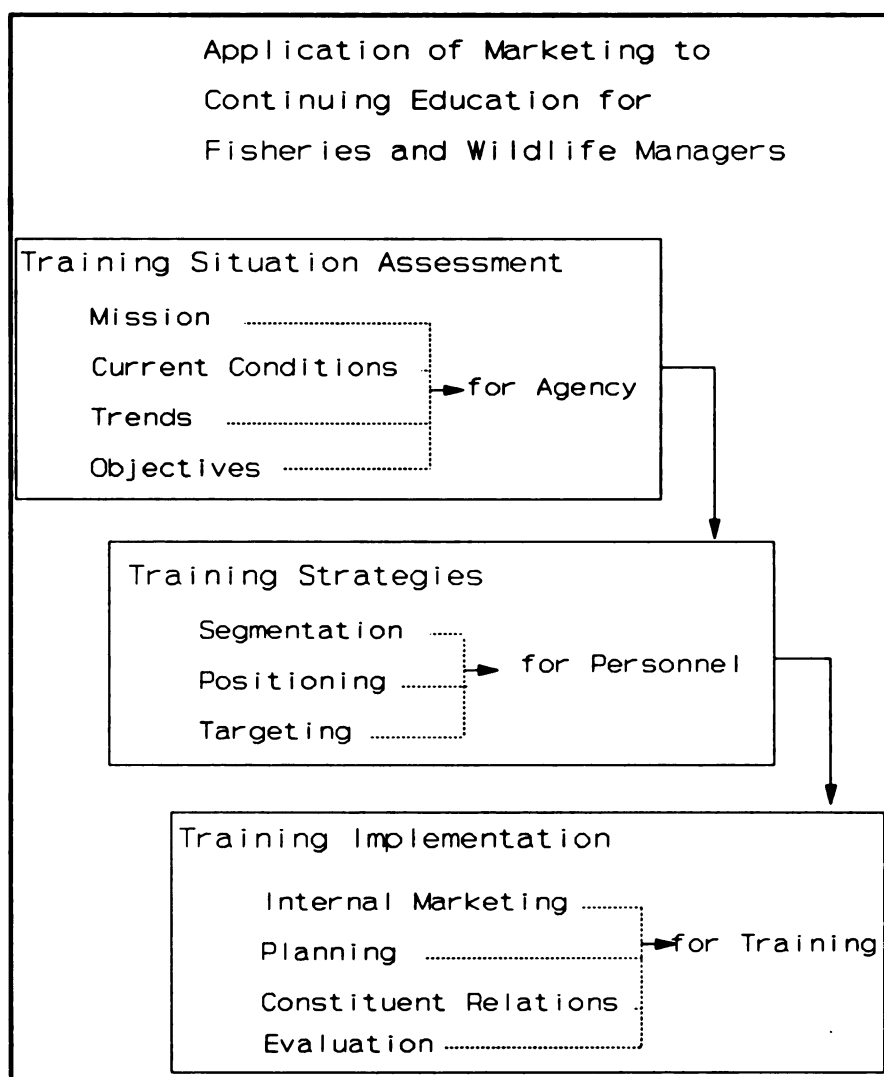 Application of Marketing to
Continuing Education for
Fisheries and Wildlife Managers
Training Situation Assessment
Mission
Current Conditions
for Agency
Trends
Objectives
Training Strategies
Segmentation
for Personnel
Positioning
Targeting
Training Implementation
Internal Marketing
for Training
Planning
Constituent Relations
Evaluation